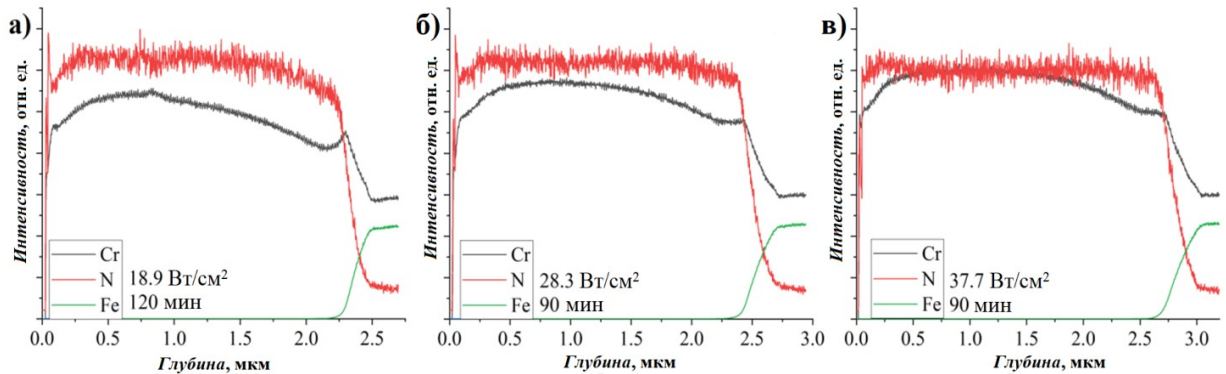 а)
Интенсивность, отн. ед.
Cr
N 18.9 Вт/см²
Fe 120 мин
0.0 0.5 1.0 1.5 2.0 2.5
Глубина, мкм
б)
Интенсивность, отн. ед.
Cr
N 28.3 Вт/см²
Fe 90 мин
0.0 0.5 1.0 1.5 2.0 2.5 3.0
Глубина, мкм
в)
Интенсивность, отн. ед.
Cr
N 37.7 Вт/см²
Fe 90 мин
0.0 0.5 1.0 1.5 2.0 2.5 3.0
Глубина, мкм